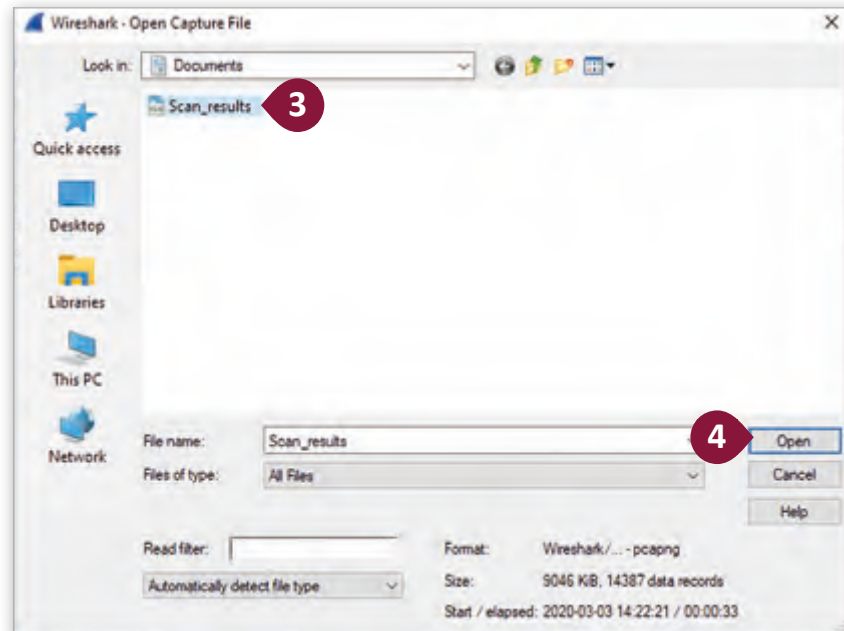 Wireshark - Open Capture File
Look in: Documents
Scan_results 3
Quick access
Desktop
Libraries
This PC
Network
File name: Scan_results 4 Open
Files of type: All Files Cancel
Help
Read filter: Format: Wireshark/... - pcapng
Automatically detect file type Size: 9046 KiB, 14387 data records
Start / elapsed: 2020-03-03 14:22:21 / 00:00:33